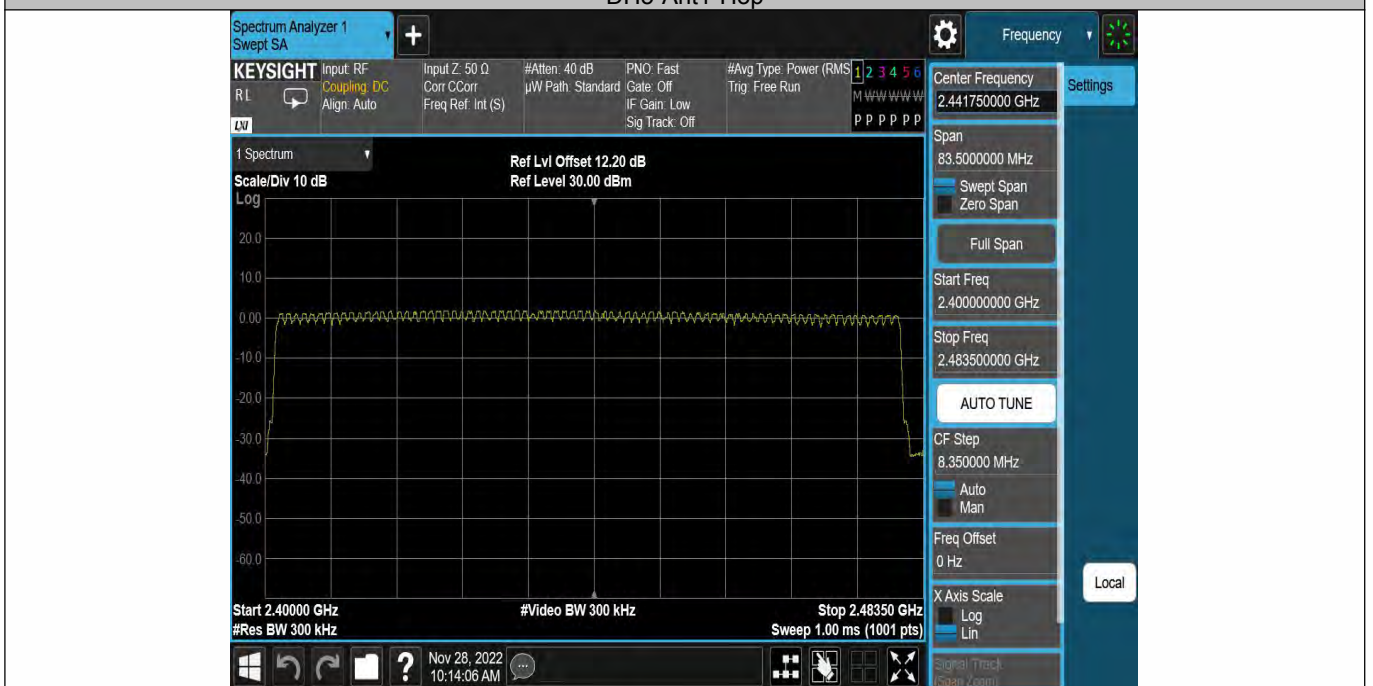 Spectrum Analyzer 1
Swept SA
+
Frequency
KEYSIGHT
RL
LXI
Input: RF
Coupling: DC
Align: Auto
Input Z: 50 Ω
Corr CCorr
Freq Ref: Int (S)
#Atten: 40 dB
µW Path: Standard
PNO: Fast
Gate: Off
IF Gain: Low
Sig Track: Off
#Avg Type: Power (RMS
Trig: Free Run
1 2 3 4 5 6
M W W W W W
P P P P P P
1 Spectrum
Scale/Div 10 dB
Log
Ref Lvl Offset 12.20 dB
Ref Level 30.00 dBm
20.0
10.0
0.00
-10.0
-20.0
-30.0
-40.0
-50.0
-60.0
Start 2.40000 GHz
#Res BW 300 kHz
#Video BW 300 kHz
Stop 2.48350 GHz
Sweep 1.00 ms (1001 pts)
?
Nov 28, 2022
10:14:06 AM
Center Frequency
2.441750000 GHz
Settings
Span
83.5000000 MHz
Swept Span
Zero Span
Full Span
Start Freq
2.400000000 GHz
Stop Freq
2.483500000 GHz
AUTO TUNE
CF Step
8.350000 MHz
Auto
Man
Freq Offset
0 Hz
X Axis Scale
Log
Lin
Local
Signal Track
(Span Zoom)